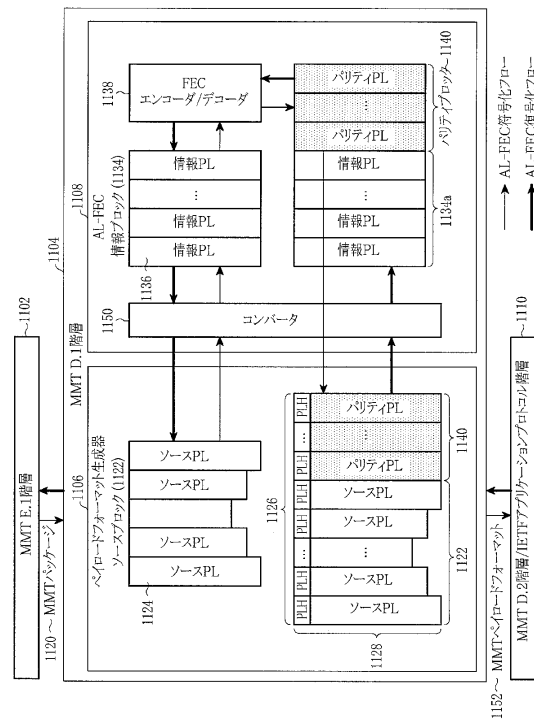 1102
MMT E.1階層
1120
MMTパッケージ
1104
MMT D.1階層
1106
ペイロードフォーマット生成器
ソースブロック(1122)
1124
ソースPL
ソースPL
ソースPL
ソースPL
1126
PLH
PLH
...
PLH
PLH
...
PLH
ソースPL
ソースPL
...
ソースPL
ソースPL
パリティPL
...
パリティPL
1128
1122
1140
1150
コンバータ
1108
AL-FEC
情報ブロック(1134)
1136
情報PL
情報PL
...
情報PL
1138
FEC
エンコーダ/デコーダ
情報PL
情報PL
...
情報PL
パリティPL
...
パリティPL
1134a
パリティブロッター1140
1152
MMTペイロードフォーマット
1110
MMT D.2階層/IETFアプリケーションプロトコル階層
AL-FEC符号化フロー
AL-FEC復号化フロー